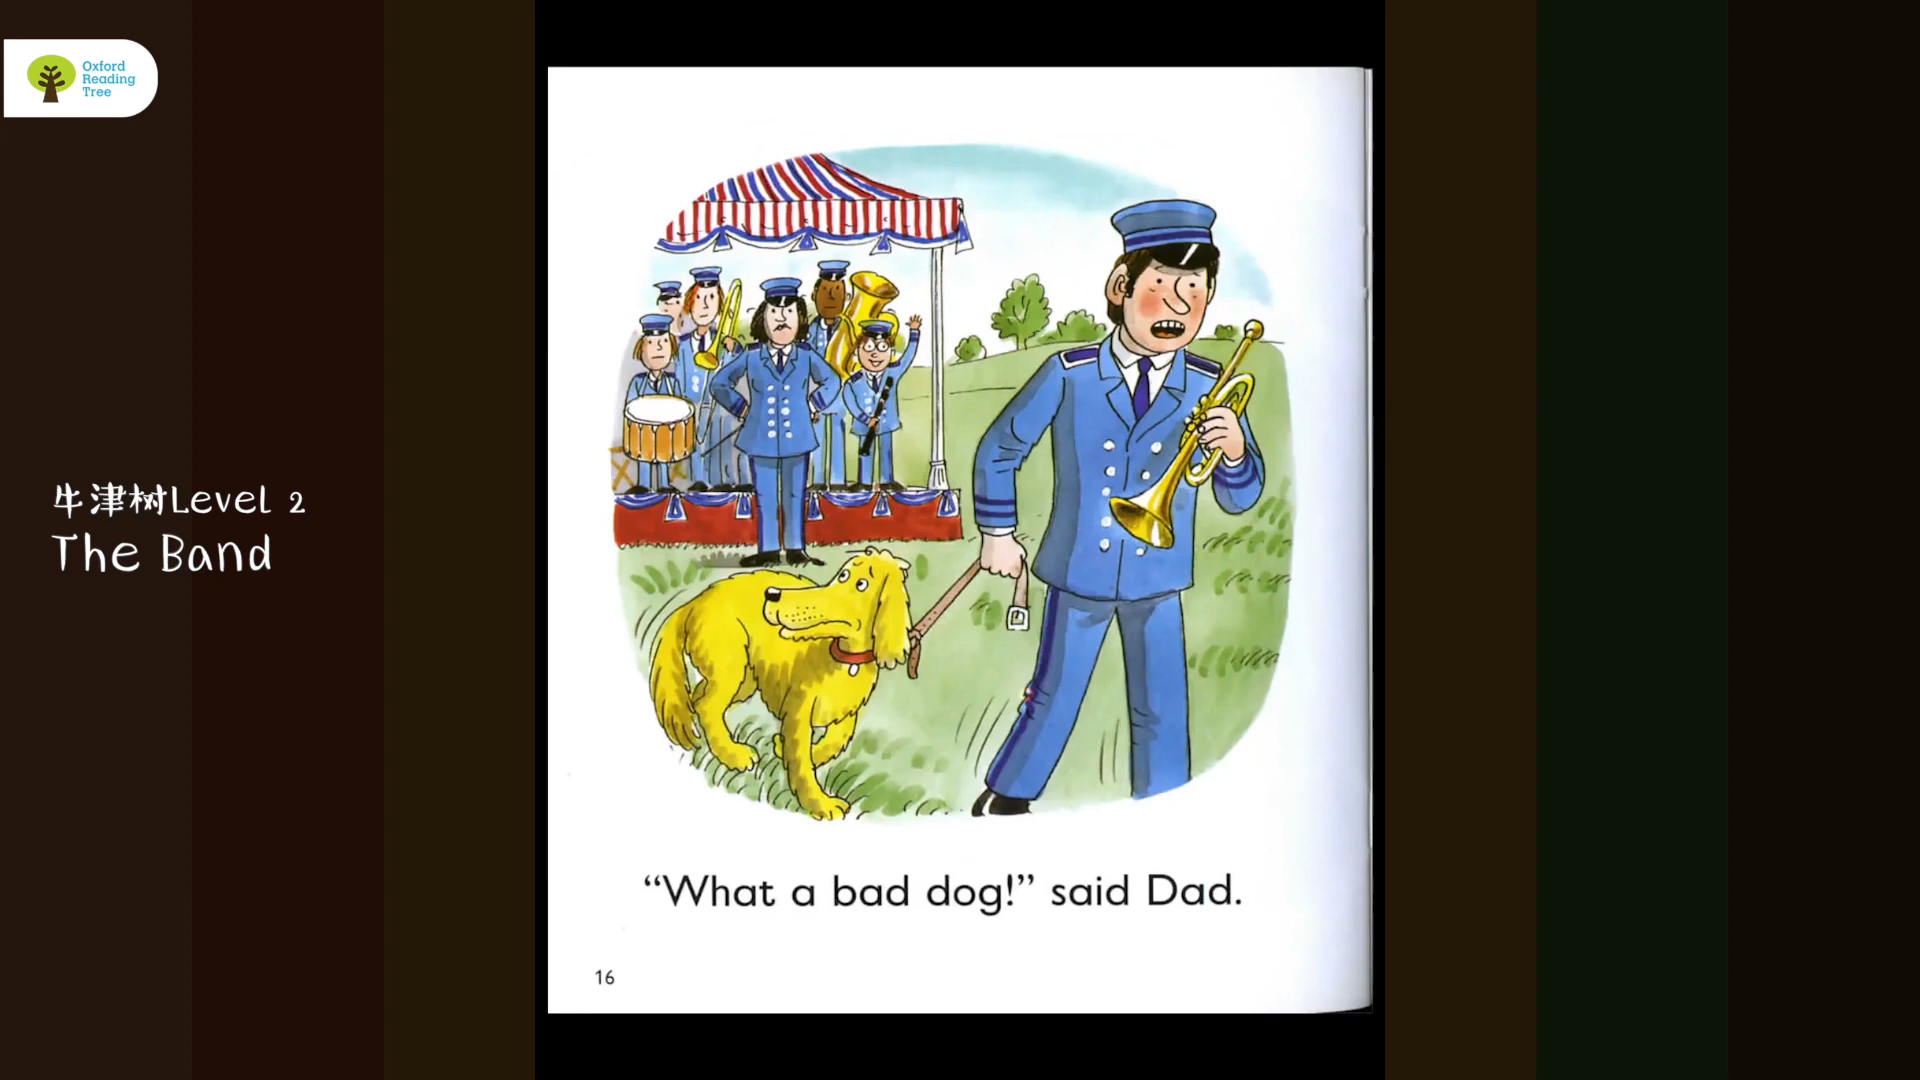 Oxford
Reading
Tree
牛津树Level 2
The Band
“What a bad dog!” said Dad.
16